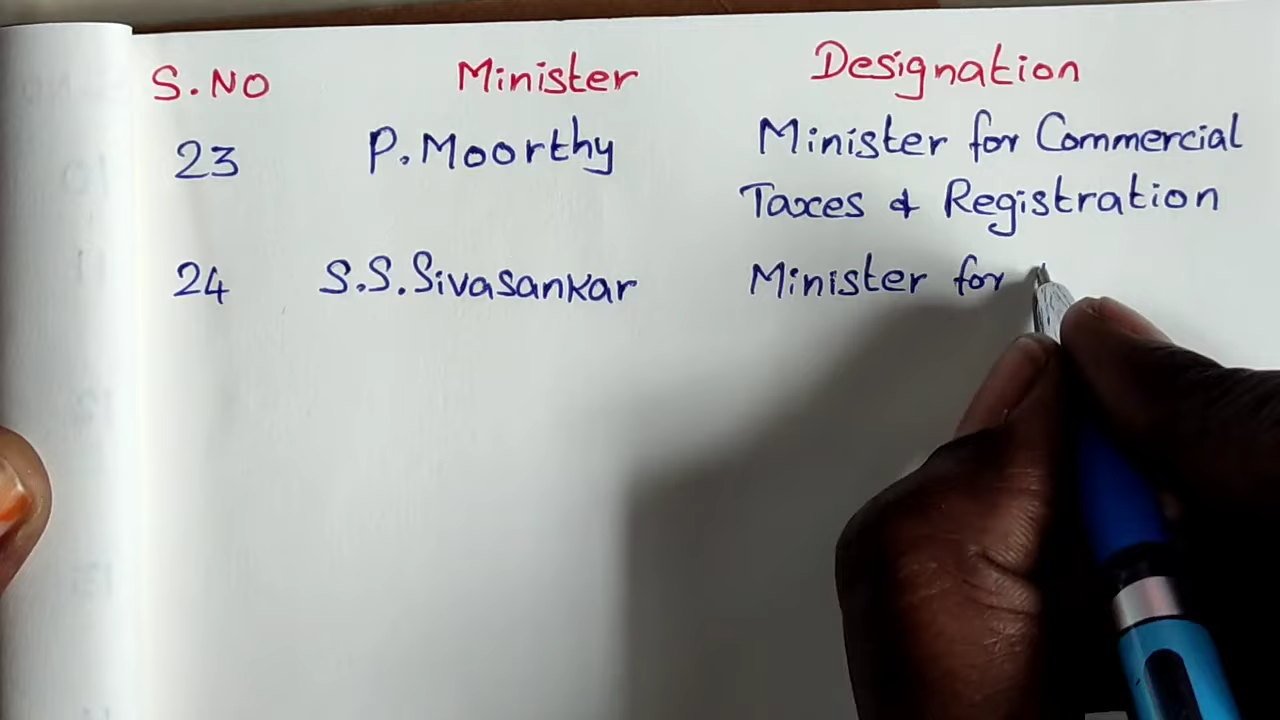 S.NO Minister Designation
23 P.Moorthy Minister for Commercial
Taxes & Registration
24 S.S.Sivasankar Minister for